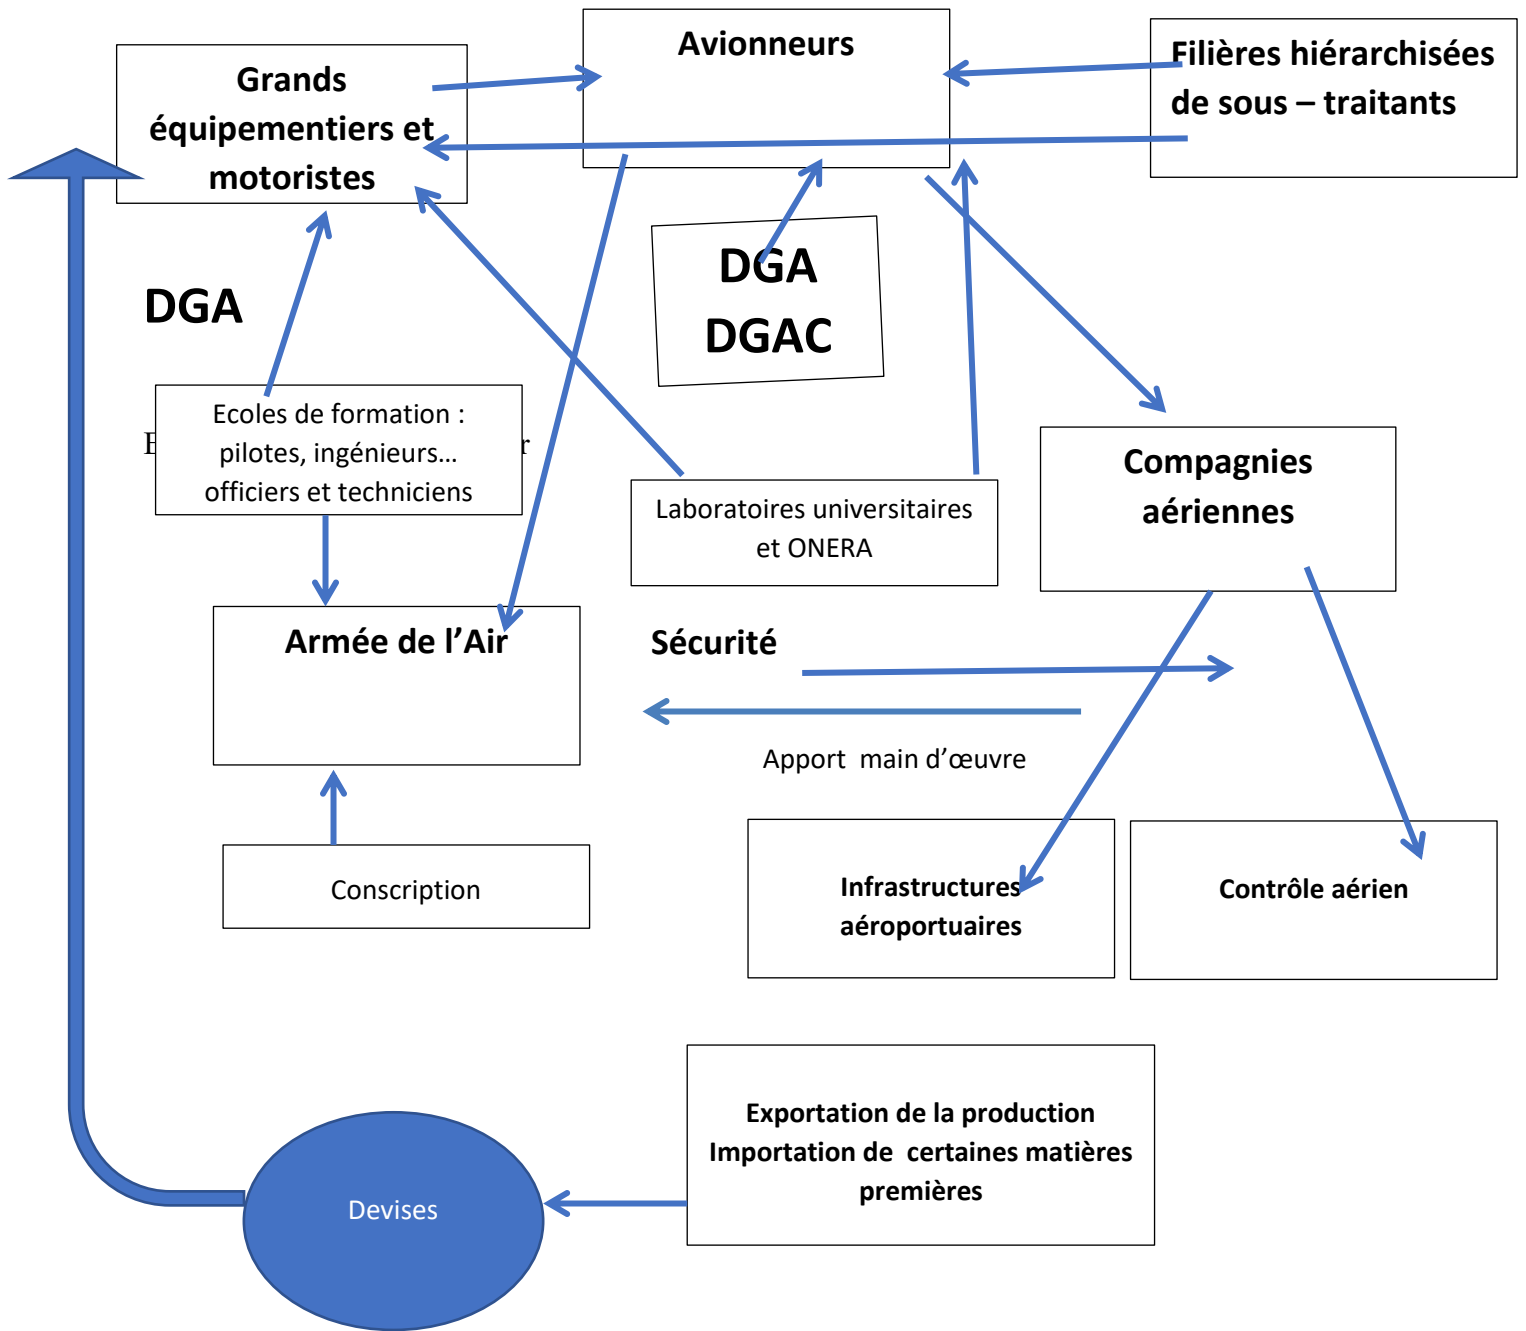 Avionneurs
Filières hiérarchisées
de sous – traitants
Grands
équipementiers et
motoristes
DGA
DGAC
DGA
Ecoles de formation :
pilotes, ingénieurs…
officiers et techniciens
Compagnies
aériennes
Laboratoires universitaires
et ONERA
Armée de l’Air
Sécurité
Apport  main d’œuvre
Conscription
Infrastructures
aéroportuaires
Contrôle aérien
Exportation de la production
Importation de  certaines matières
premières
Devises